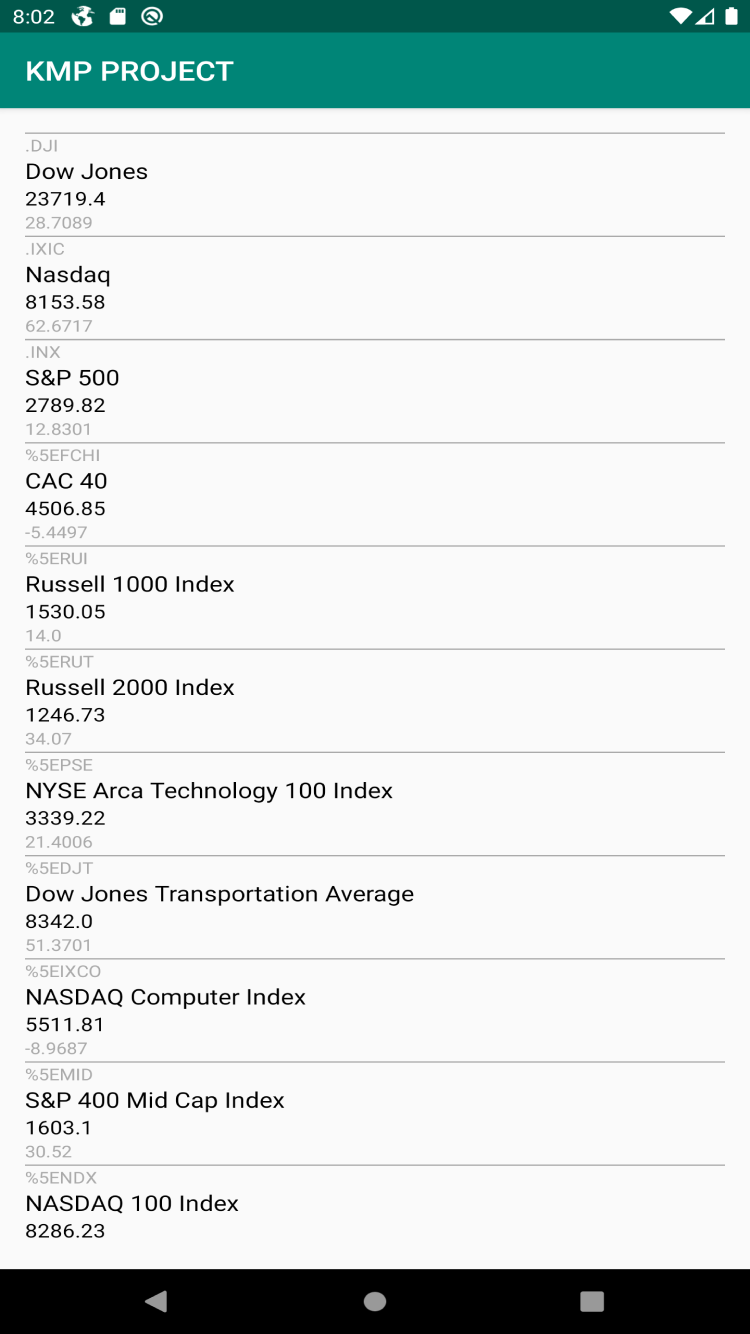 8:02
KMP PROJECT
.DJI
Dow Jones
23719.4
28.7089
.IXIC
Nasdaq
8153.58
62.6717
.INX
S&P 500
2789.82
12.8301
%5EFCHI
CAC 40
4506.85
-5.4497
%5ERUI
Russell 1000 Index
1530.05
14.0
%5ERUT
Russell 2000 Index
1246.73
34.07
%5EPSE
NYSE Arca Technology 100 Index
3339.22
21.4006
%5EDJT
Dow Jones Transportation Average
8342.0
51.3701
%5EIXCO
NASDAQ Computer Index
5511.81
-8.9687
%5EMID
S&P 400 Mid Cap Index
1603.1
30.52
%5ENDX
NASDAQ 100 Index
8286.23